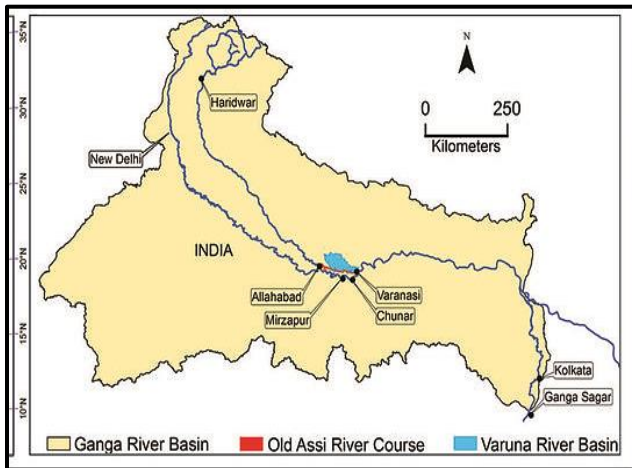 35°N
N
Haridwar
0 250
Kilometers
30°N
New Delhi
25°N
INDIA
20°N
Allahabad
Varanasi
Mirzapur
Chunar
15°N
Kolkata
Ganga Sagar
10°N
Ganga River Basin Old Assi River Course Varuna River Basin